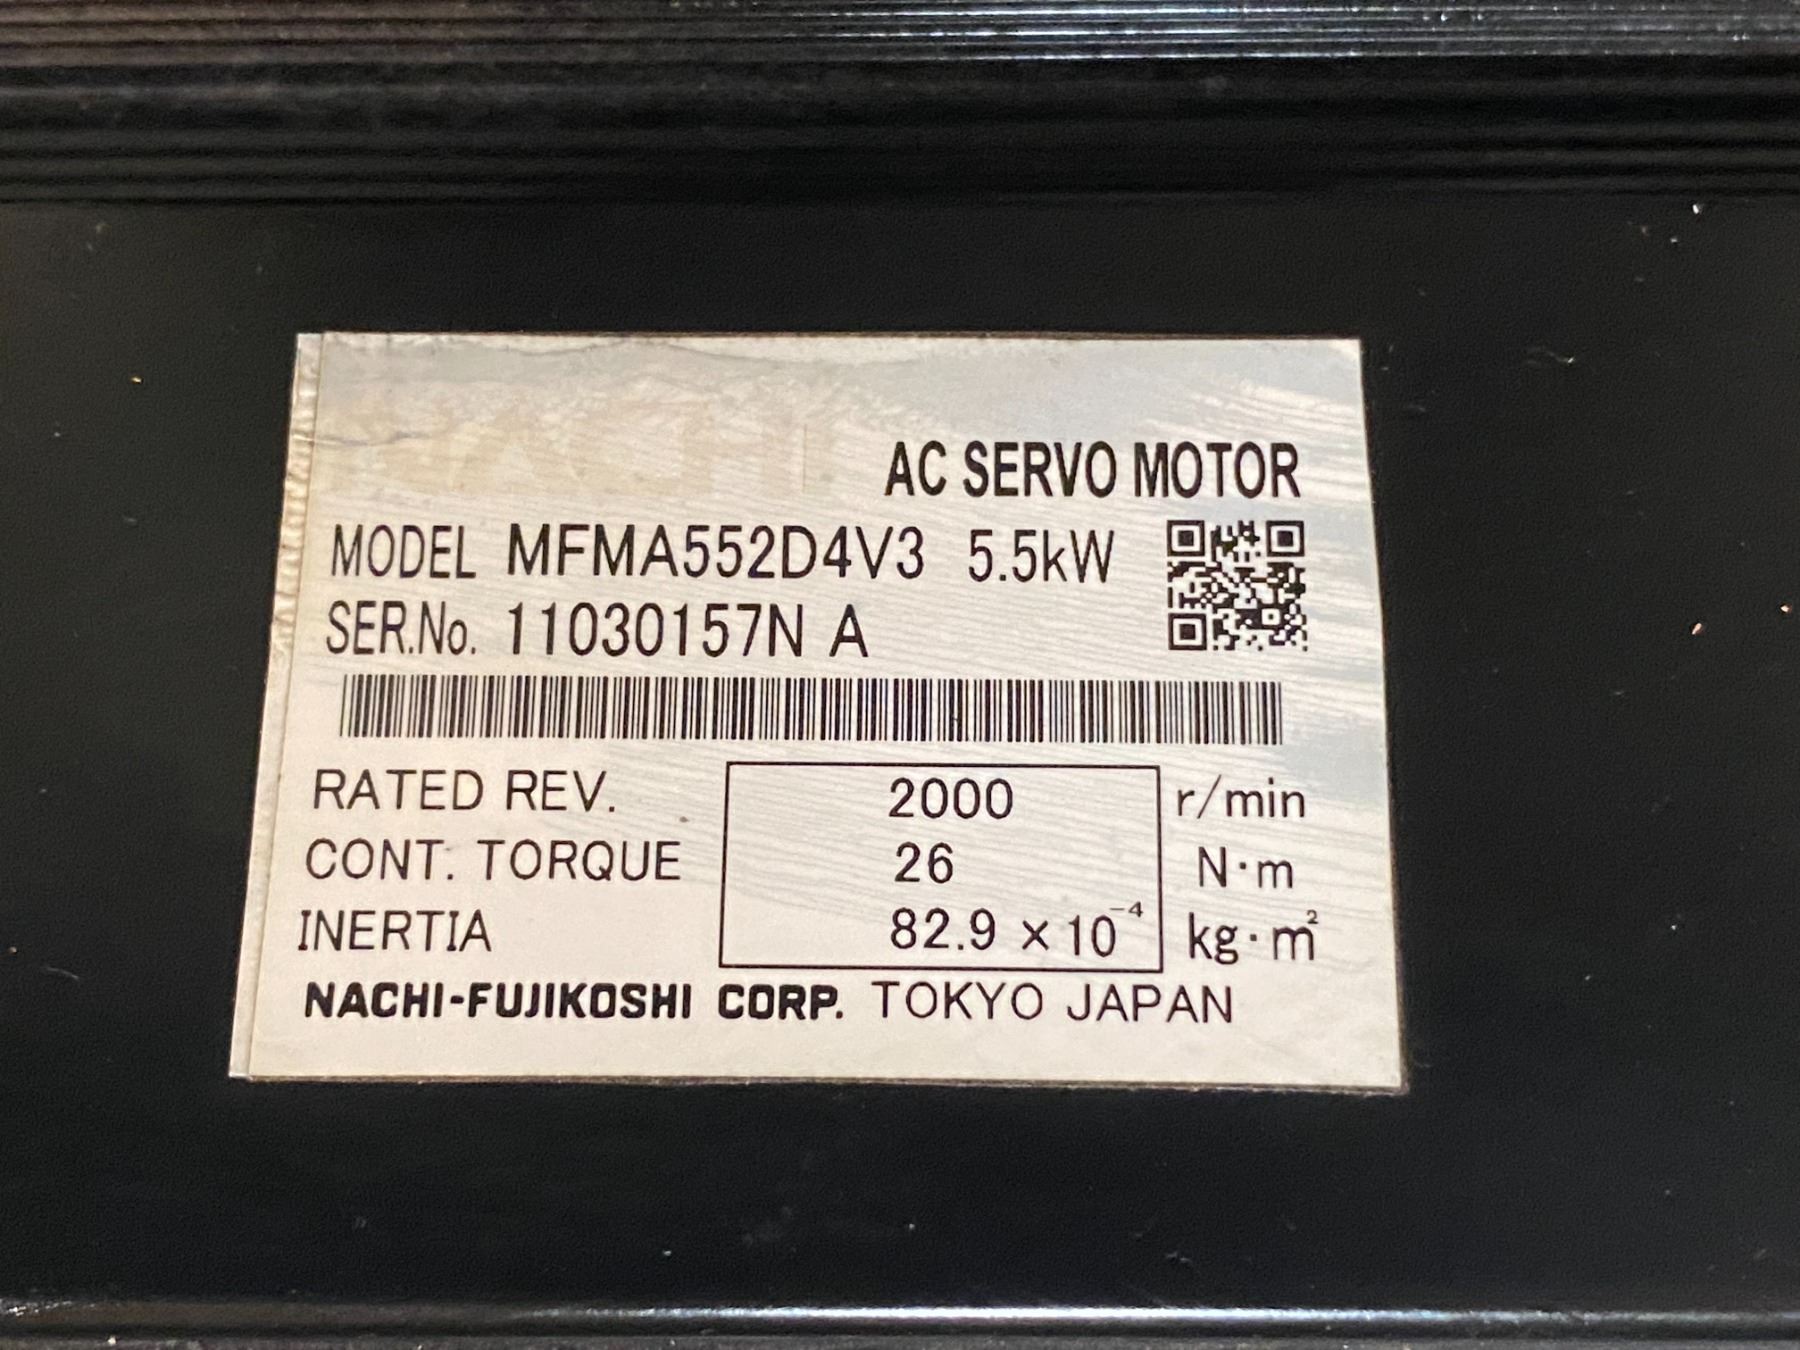 NACHI
AC SERVO MOTOR
MODEL MFMA552D4V3 5.5kW
SER.No. 11030157N A
RATED REV. 2000 r/min
CONT. TORQUE 26 N·m
INERTIA 82.9 ×10⁻⁴ kg·m²
NACHI-FUJIKOSHI CORP. TOKYO JAPAN